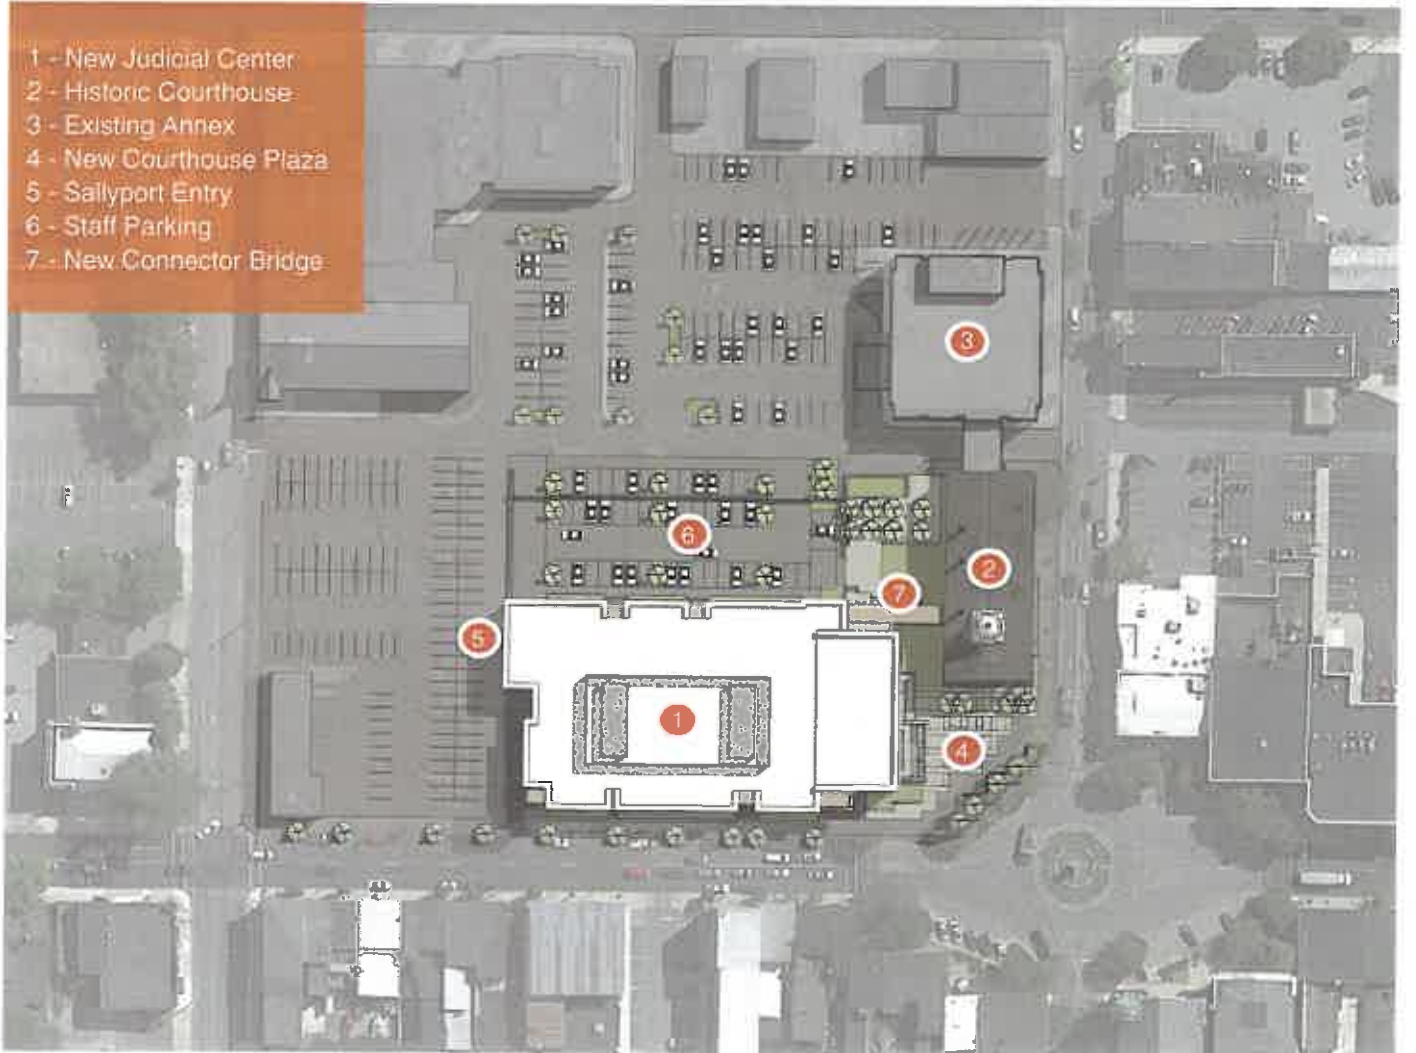 1 - New Judicial Center
2 - Historic Courthouse
3 - Existing Annex
4 - New Courthouse Plaza
5 - Sallyport Entry
6 - Staff Parking
7 - New Connector Bridge
3
6
2
7
5
1
4